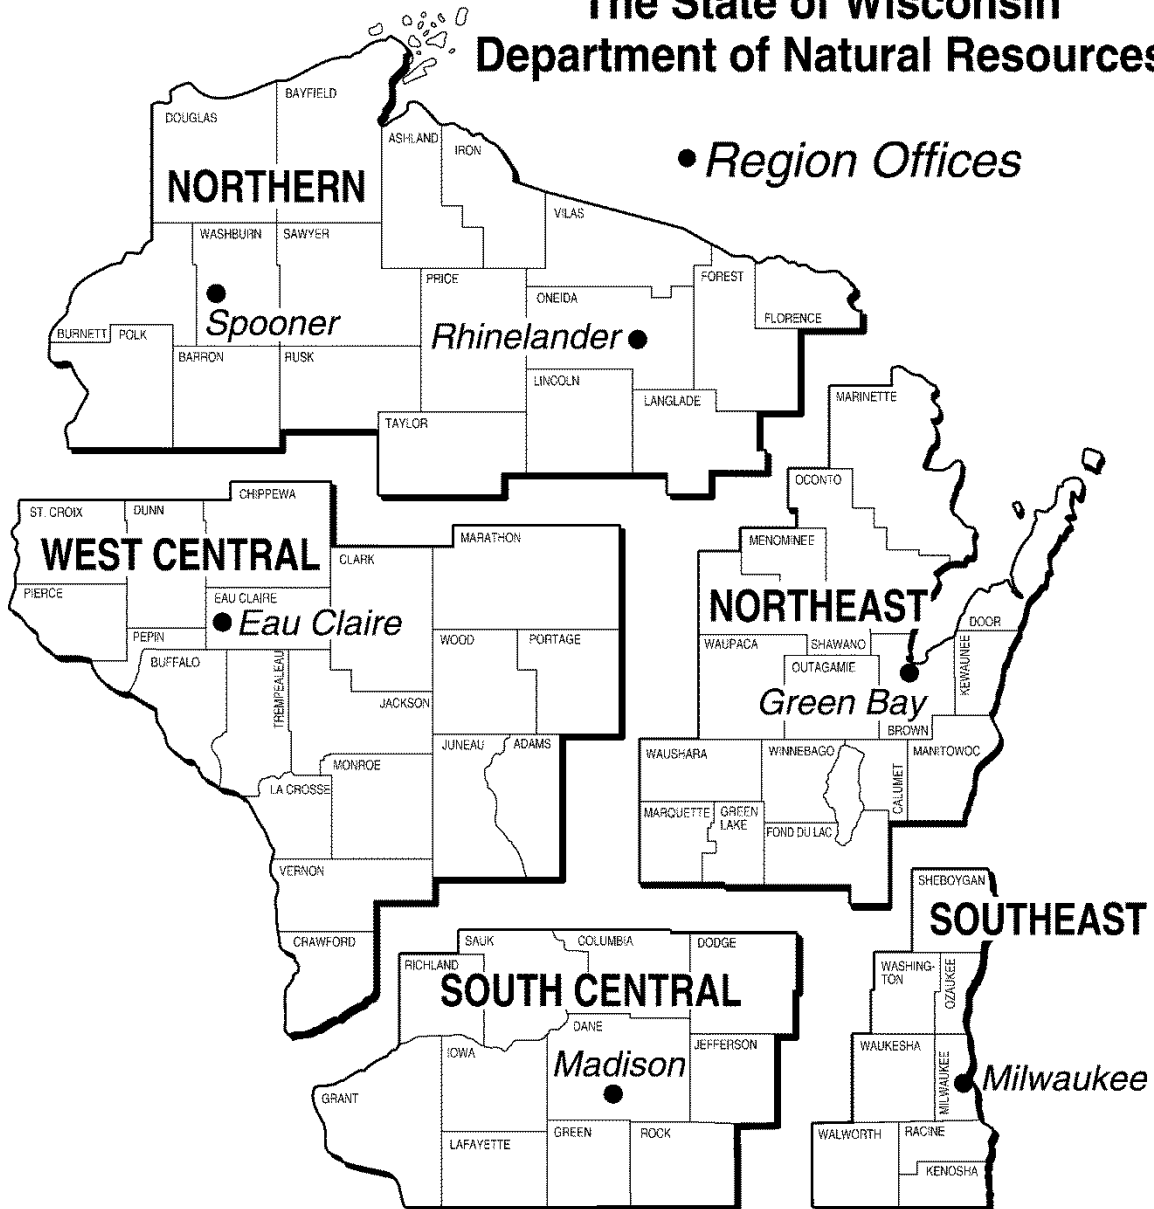 The State of Wisconsin
Department of Natural Resources
Region Offices
BAYFIELD
DOUGLAS
ASHLAND
IRON
NORTHERN
VILAS
WASHBURN
SAWYER
PRICE
FOREST
ONEIDA
FLORENCE
Spooner
Rhinelander
BURNETT
POLK
BARRON
RUSK
LINCOLN
LANGLADE
TAYLOR
MARINETTE
OCONTO
MENOMINEE
NORTHEAST
DOOR
WAUPACA
SHAWANO
OUTAGAMIE
KEWAUNEE
Green Bay
BROWN
WAUSHARA
WINNEBAGO
MANITOWOC
CALUMET
MARQUETTE
GREEN
LAKE
FOND DU LAC
CHIPPEWA
ST. CROIX
DUNN
WEST CENTRAL
MARATHON
CLARK
PIERCE
EAU CLAIRE
Eau Claire
PEPIN
WOOD
PORTAGE
BUFFALO
TREMPEALEAU
JACKSON
JUNEAU
ADAMS
MONROE
LA CROSSE
VERNON
CRAWFORD
SAUK
COLUMBIA
DODGE
RICHLAND
SOUTH CENTRAL
DANE
IOWA
JEFFERSON
Madison
GRANT
LAFAYETTE
GREEN
ROCK
SHEBOYGAN
SOUTHEAST
WASHING-
TON
OZAUKEE
WAUKESHA
MILWAUKEE
Milwaukee
WALWORTH
RACINE
KENOSHA